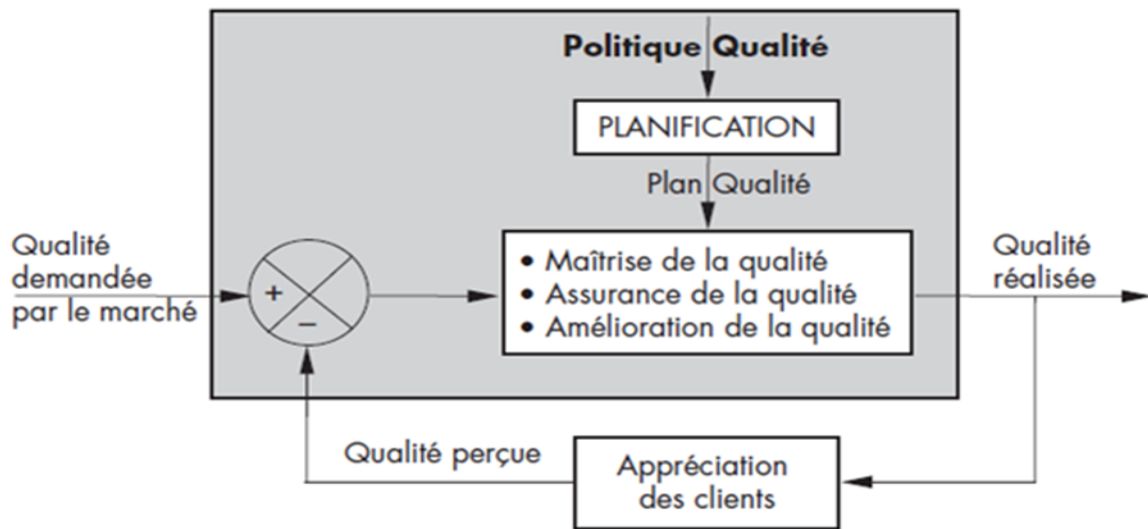 Politique Qualité
PLANIFICATION
Plan Qualité
Qualité
demandée
par le marché
+
−
• Maîtrise de la qualité
• Assurance de la qualité
• Amélioration de la qualité
Qualité
réalisée
Qualité perçue
Appréciation
des clients